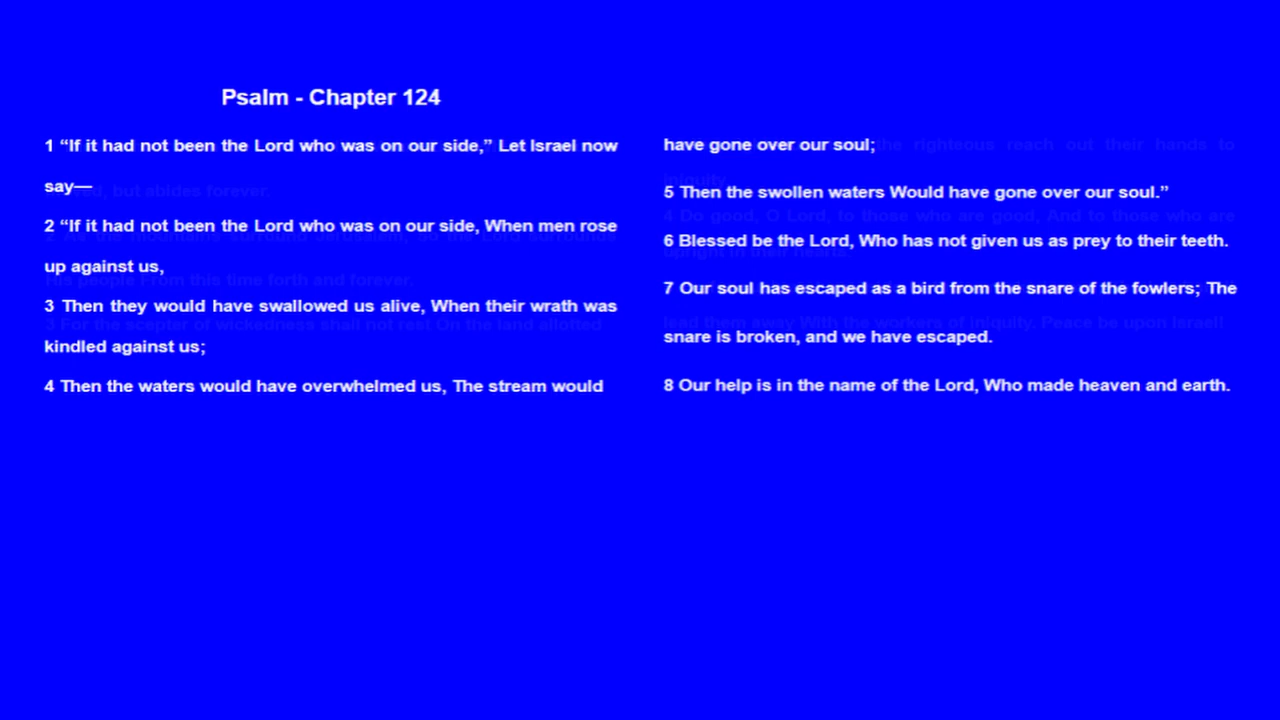 Psalm - Chapter 124
1 “If it had not been the Lord who was on our side,” Let Israel now
say—
2 “If it had not been the Lord who was on our side, When men rose
up against us,
3 Then they would have swallowed us alive, When their wrath was
kindled against us;
4 Then the waters would have overwhelmed us, The stream would
have gone over our soul;
5 Then the swollen waters Would have gone over our soul.”
6 Blessed be the Lord, Who has not given us as prey to their teeth.
7 Our soul has escaped as a bird from the snare of the fowlers; The
snare is broken, and we have escaped.
8 Our help is in the name of the Lord, Who made heaven and earth.